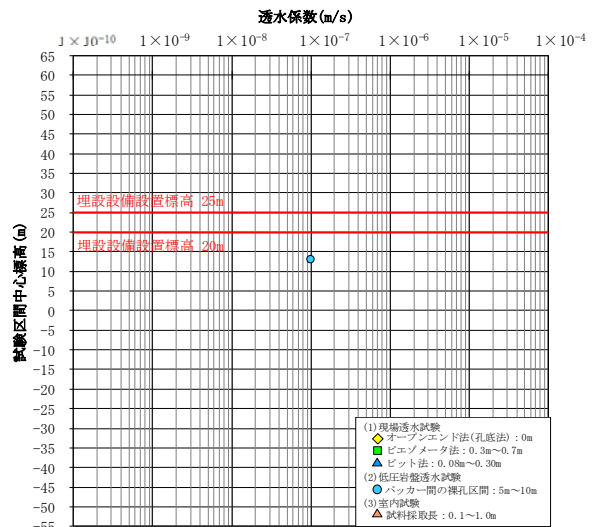 透水係数(m/s)
1×10-10 1×10-9 1×10-8 1×10-7 1×10-6 1×10-5 1×10-4
試験区間中心標高(m)
65
60
55
50
45
40
35
30
埋設設備設置標高 25m
25
20
埋設設備設置標高 20m
15
10
5
0
-5
-10
-15
-20
-25
-30
-35
-40
-45
-50
-55
(1)現場透水試験
オープンエンド法(孔底法):0m
ピエゾメータ法:0.3m～0.7m
ピット法:0.08m～0.30m
(2)低圧岩盤透水試験
パッカー間の裸孔区間:5m～10m
(3)室内試験
試料採取長:0.1～1.0m